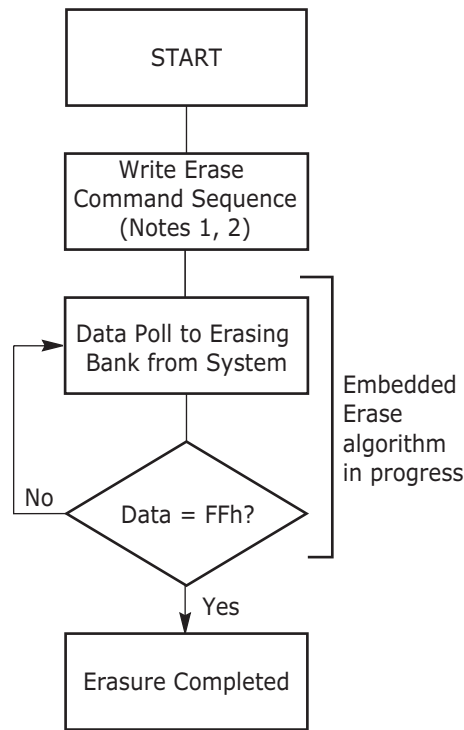 START
Write Erase
Command Sequence
(Notes 1, 2)
Data Poll to Erasing
Bank from System
Embedded
Erase
algorithm
in progress
No
Data = FFh?
Yes
Erasure Completed